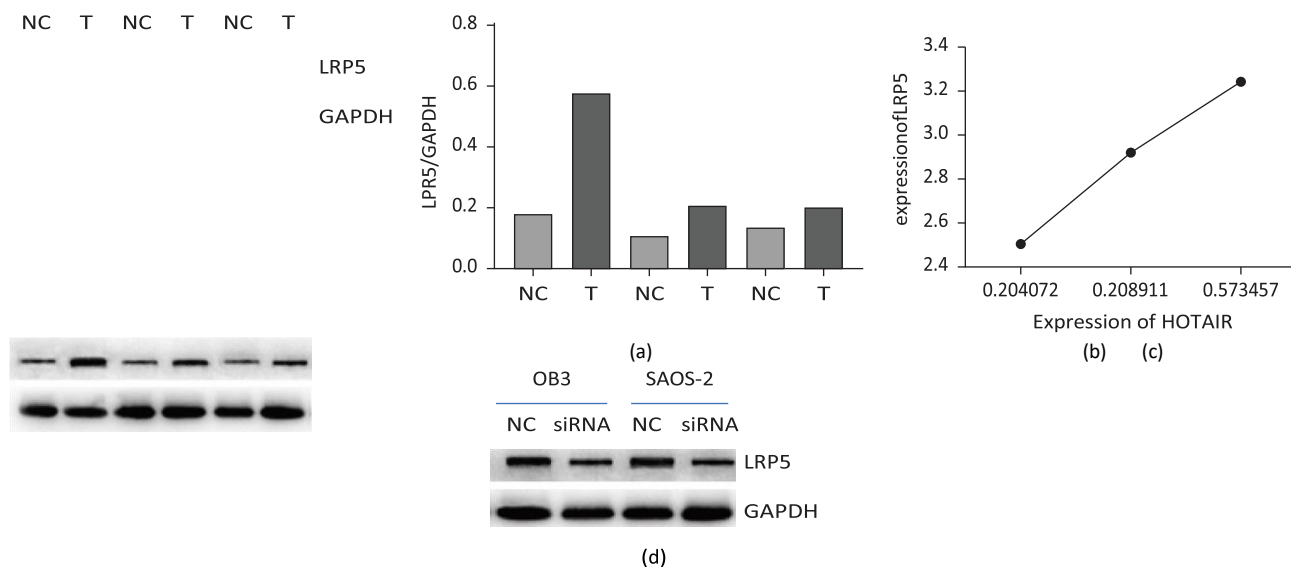 NC T NC T NC T
LRP5
GAPDH
LPR5/GAPDH
0.8
0.6
0.4
0.2
0.0
NC T NC T NC T
(a)
expressionofLRP5
3.4
3.2
3.0
2.8
2.6
2.4
0.204072 0.208911 0.573457
Expression of HOTAIR
(b) (c)
OB3 SAOS-2
NC siRNA NC siRNA
LRP5
GAPDH
(d)